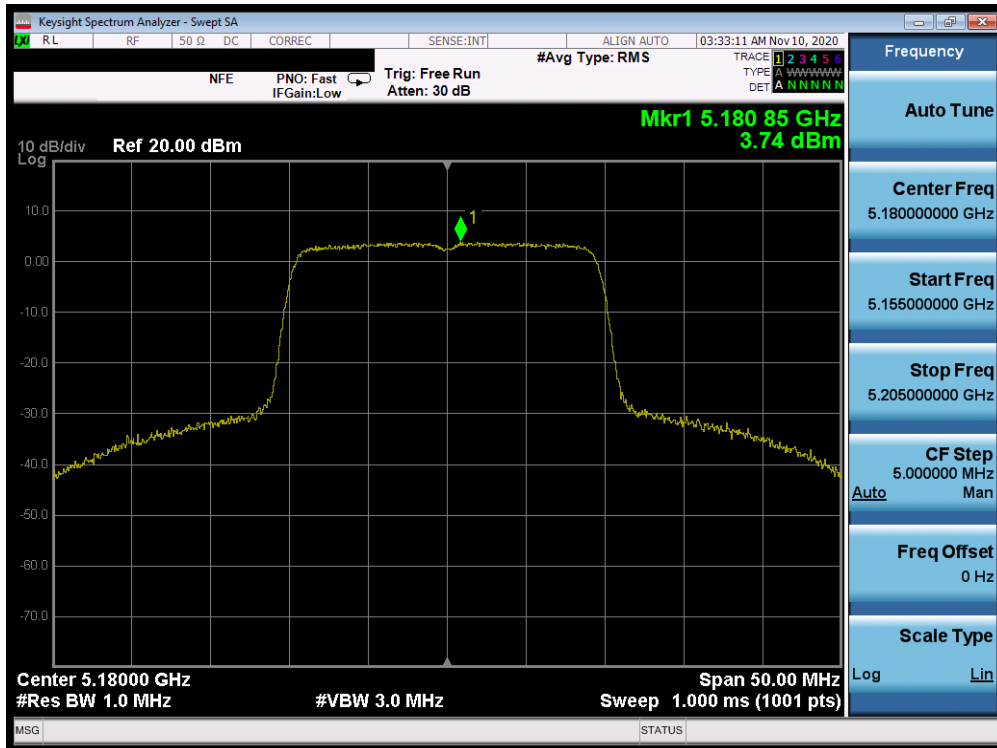 Keysight Spectrum Analyzer - Swept SA
LXI RL RF 50 Ω DC CORREC SENSE:INT ALIGN AUTO 03:33:11 AM Nov 10, 2020
#Avg Type: RMS TRACE 1 2 3 4 5 6
NFE PNO: Fast Trig: Free Run TYPE A WWWWW
IFGain:Low Atten: 30 dB DET A N N N N N
Mkr1 5.180 85 GHz
3.74 dBm
10 dB/div Ref 20.00 dBm
Log
1
10.0
0.00
-10.0
-20.0
-30.0
-40.0
-50.0
-60.0
-70.0
Center 5.18000 GHz Span 50.00 MHz
#Res BW 1.0 MHz #VBW 3.0 MHz Sweep 1.000 ms (1001 pts)
MSG STATUS
Frequency
Auto Tune
Center Freq
5.180000000 GHz
Start Freq
5.155000000 GHz
Stop Freq
5.205000000 GHz
CF Step
5.000000 MHz
Auto Man
Freq Offset
0 Hz
Scale Type
Log Lin